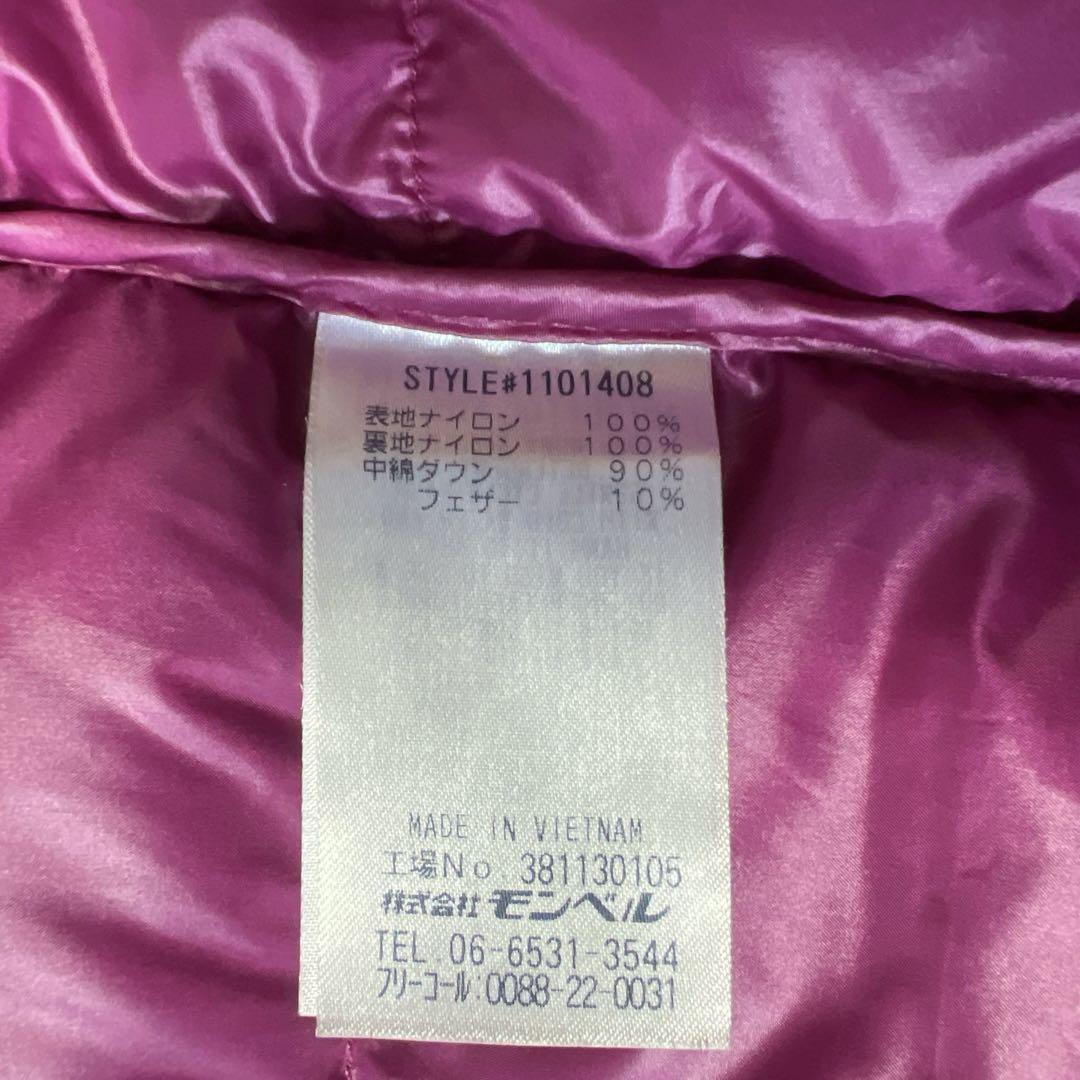 STYLE#1101408
表地ナイロン 100%
裏地ナイロン 100%
中綿ダウン 90%
フェザー 10%
MADE IN VIETNAM
工場No. 381130105
株式会社 モンベル
TEL. 06-6531-3544
フリーコール:0088-22-0031